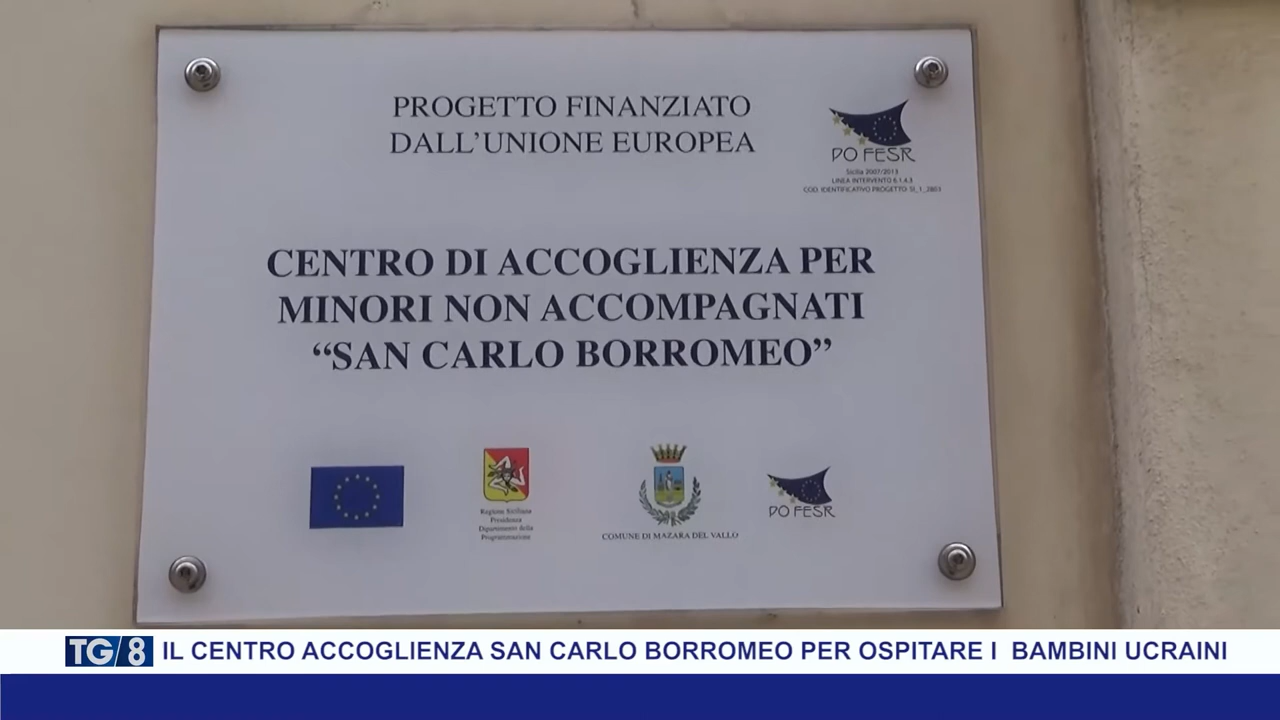 PROGETTO FINANZIATO
DALL'UNIONE EUROPEA
PO FESR
Sicilia 2007/2013
LINEA INTERVENTO 6.1.4.3
COD. IDENTIFICATIVO PROGETTO SI_1_2803
CENTRO DI ACCOGLIENZA PER
MINORI NON ACCOMPAGNATI
“SAN CARLO BORROMEO”
Regione Siciliana
Presidenza
Dipartimento della
Programmazione
COMUNE DI MAZARA DEL VALLO
PO FESR
TG/8 IL CENTRO ACCOGLIENZA SAN CARLO BORROMEO PER OSPITARE I  BAMBINI UCRAINI